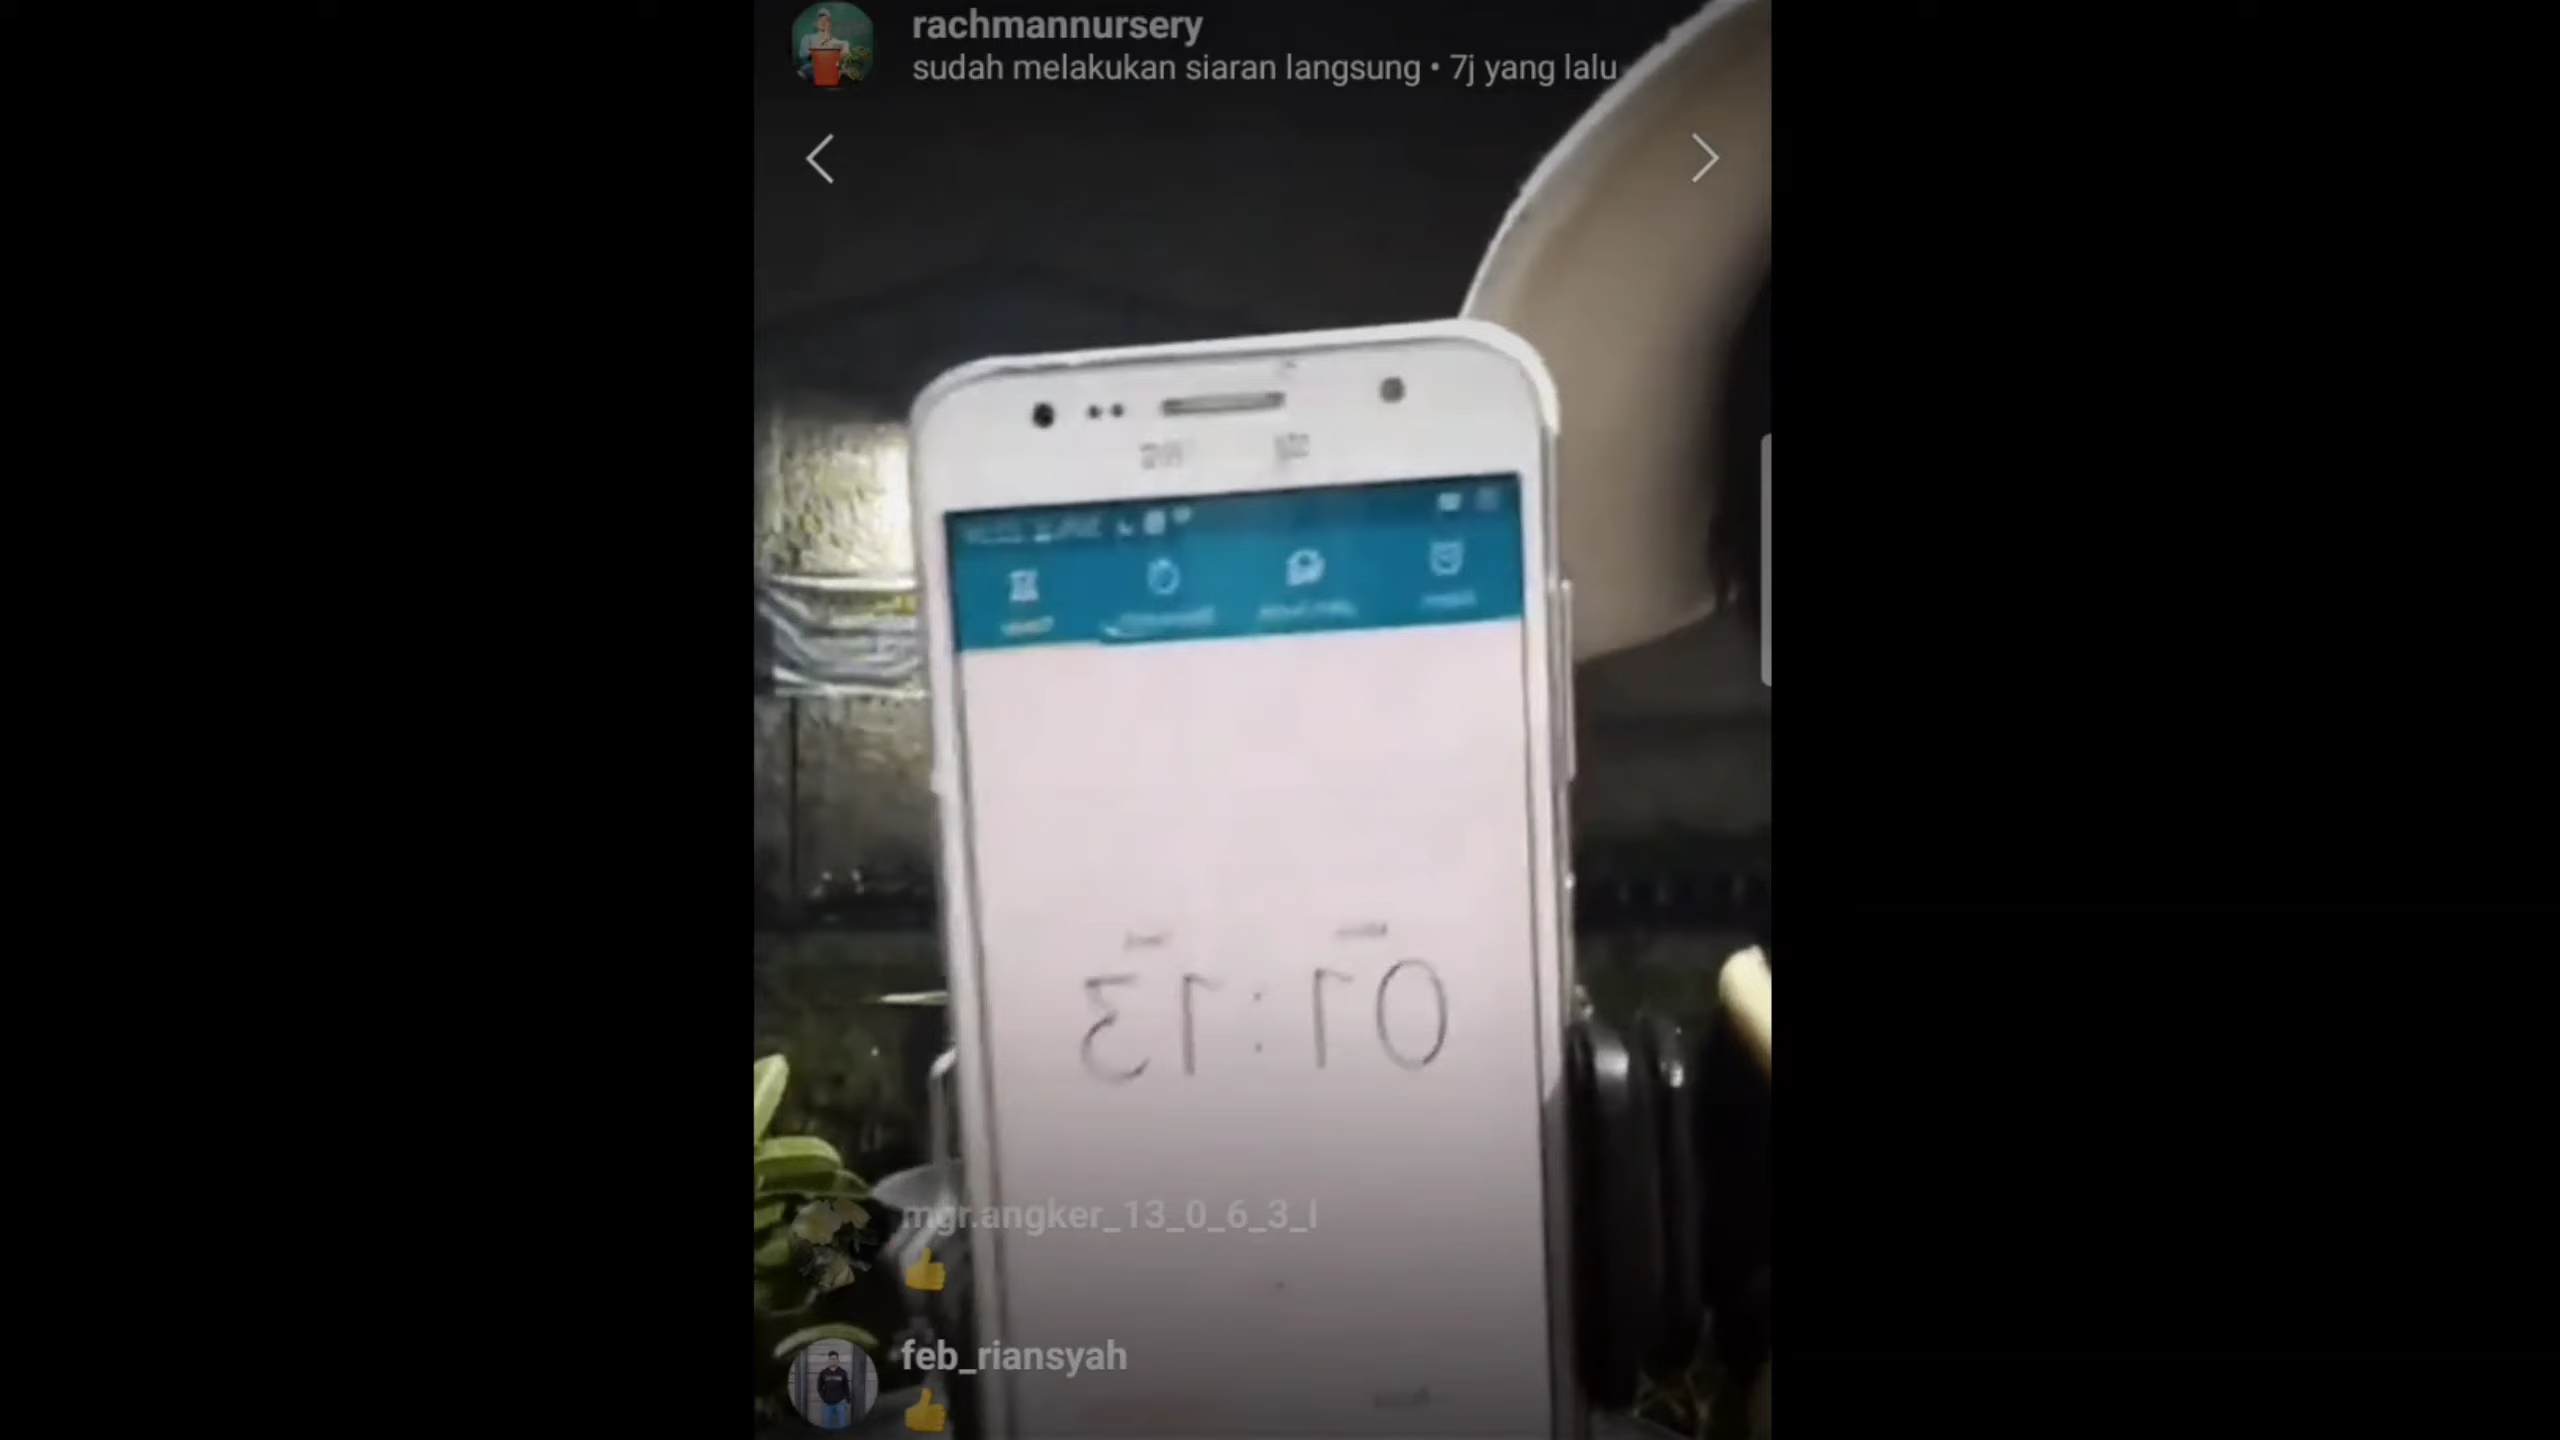 rachmannursery
sudah melakukan siaran langsung • 7j yang lalu
01:13
mgr.angker_13_0_6_3_l
👍
feb_riansyah
👍